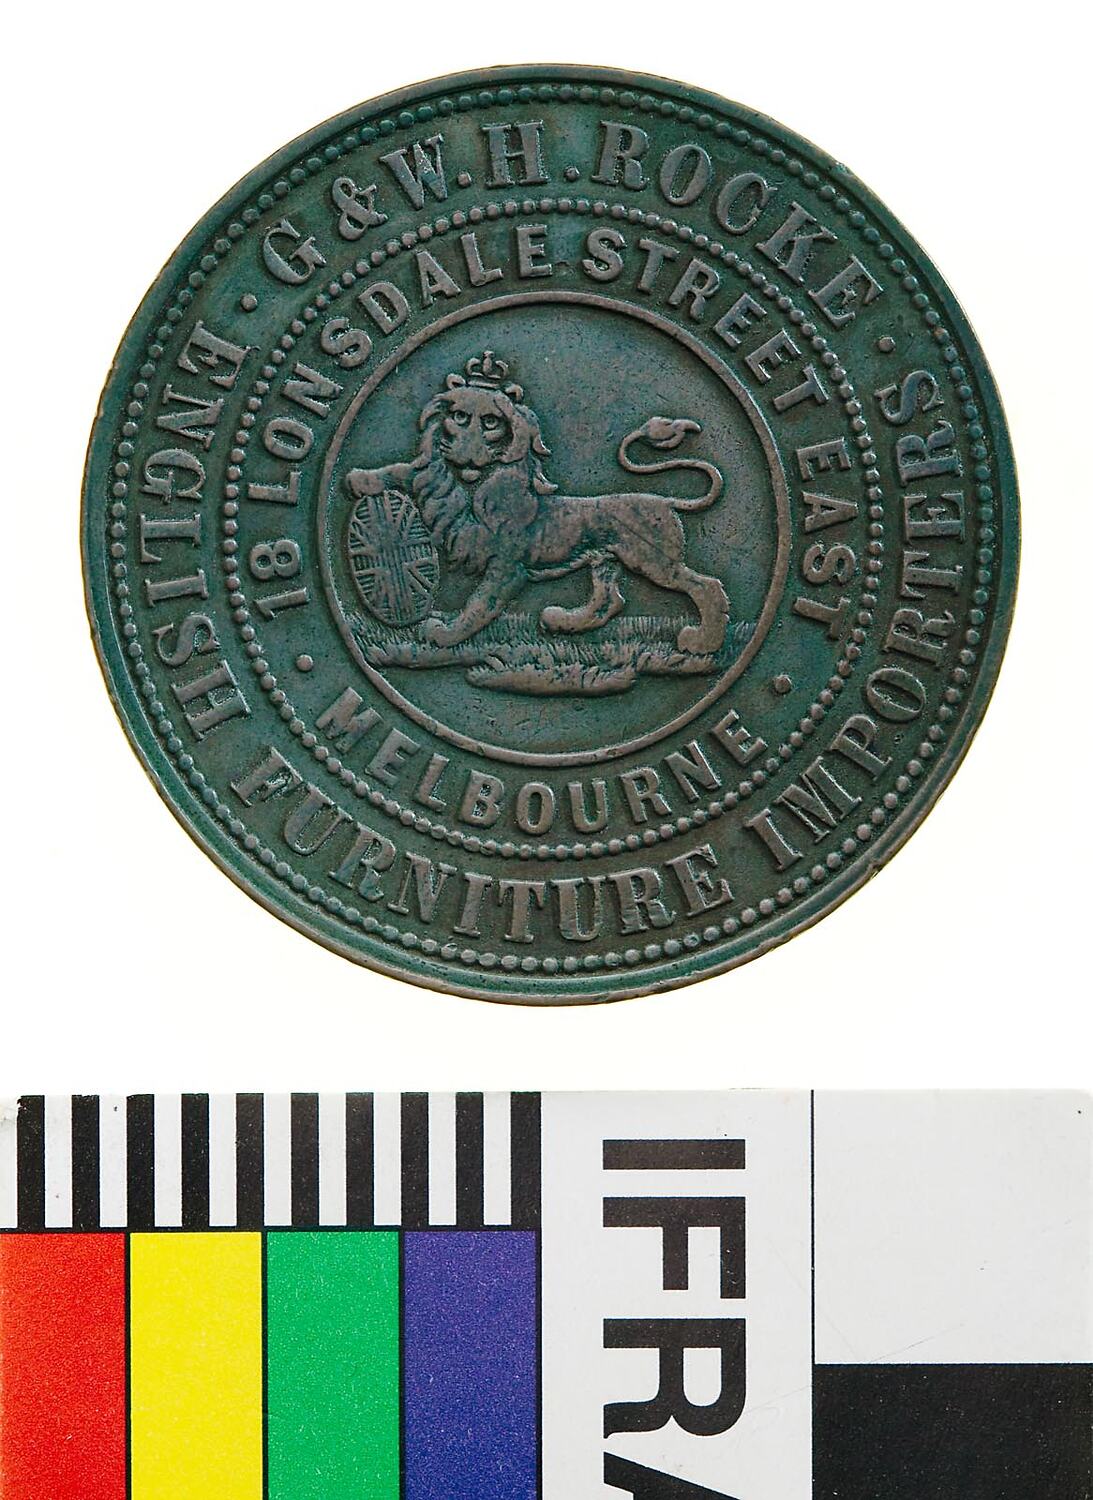 G & W. H. ROCKE
ENGLISH FURNITURE IMPORTERS
18 LONSDALE STREET EAST
MELBOURNE
IFRA